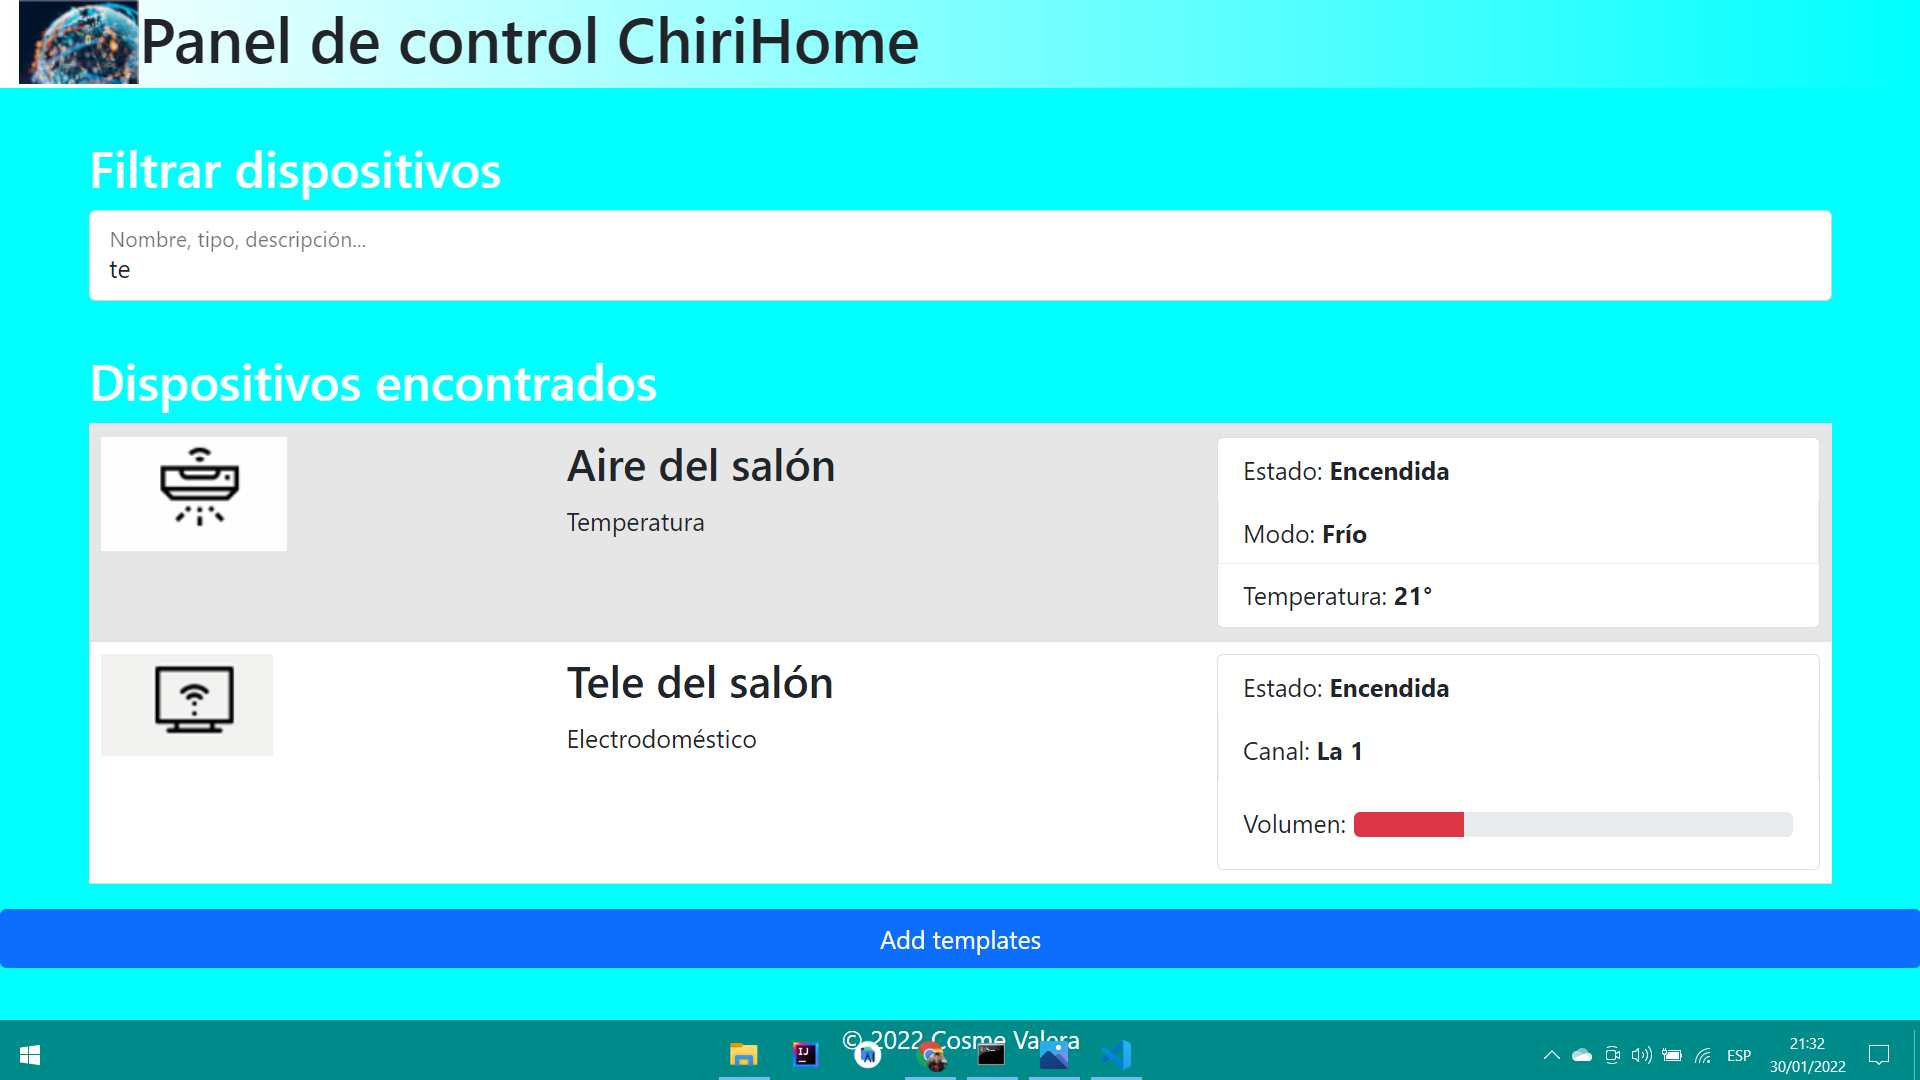 Panel de control ChiriHome
Filtrar dispositivos
Nombre, tipo, descripción...
te
Dispositivos encontrados
Aire del salón
Temperatura
Estado: Encendida
Modo: Frío
Temperatura: 21°
Tele del salón
Electrodoméstico
Estado: Encendida
Canal: La 1
Volumen:
Add templates
© 2022 Cosme Valera
IJ
ESP
21:32
30/01/2022